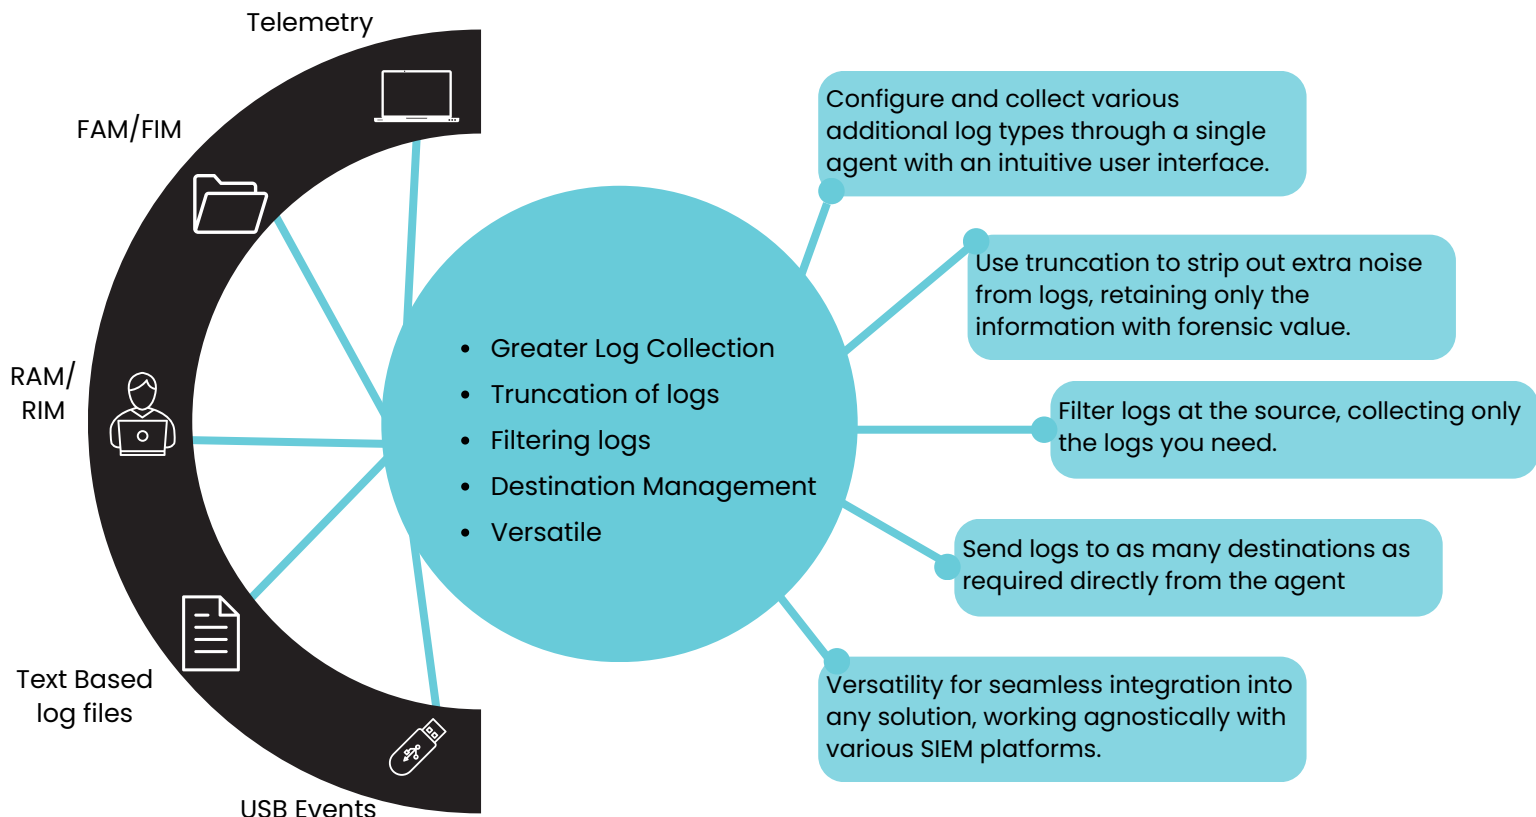 Telemetry
FAM/FIM
RAM/
RIM
Text Based
log files
USB Events
• Greater Log Collection
• Truncation of logs
• Filtering logs
• Destination Management
• Versatile
Configure and collect various
additional log types through a single
agent with an intuitive user interface.
Use truncation to strip out extra noise
from logs, retaining only the
information with forensic value.
Filter logs at the source, collecting only
the logs you need.
Send logs to as many destinations as
required directly from the agent
Versatility for seamless integration into
any solution, working agnostically with
various SIEM platforms.